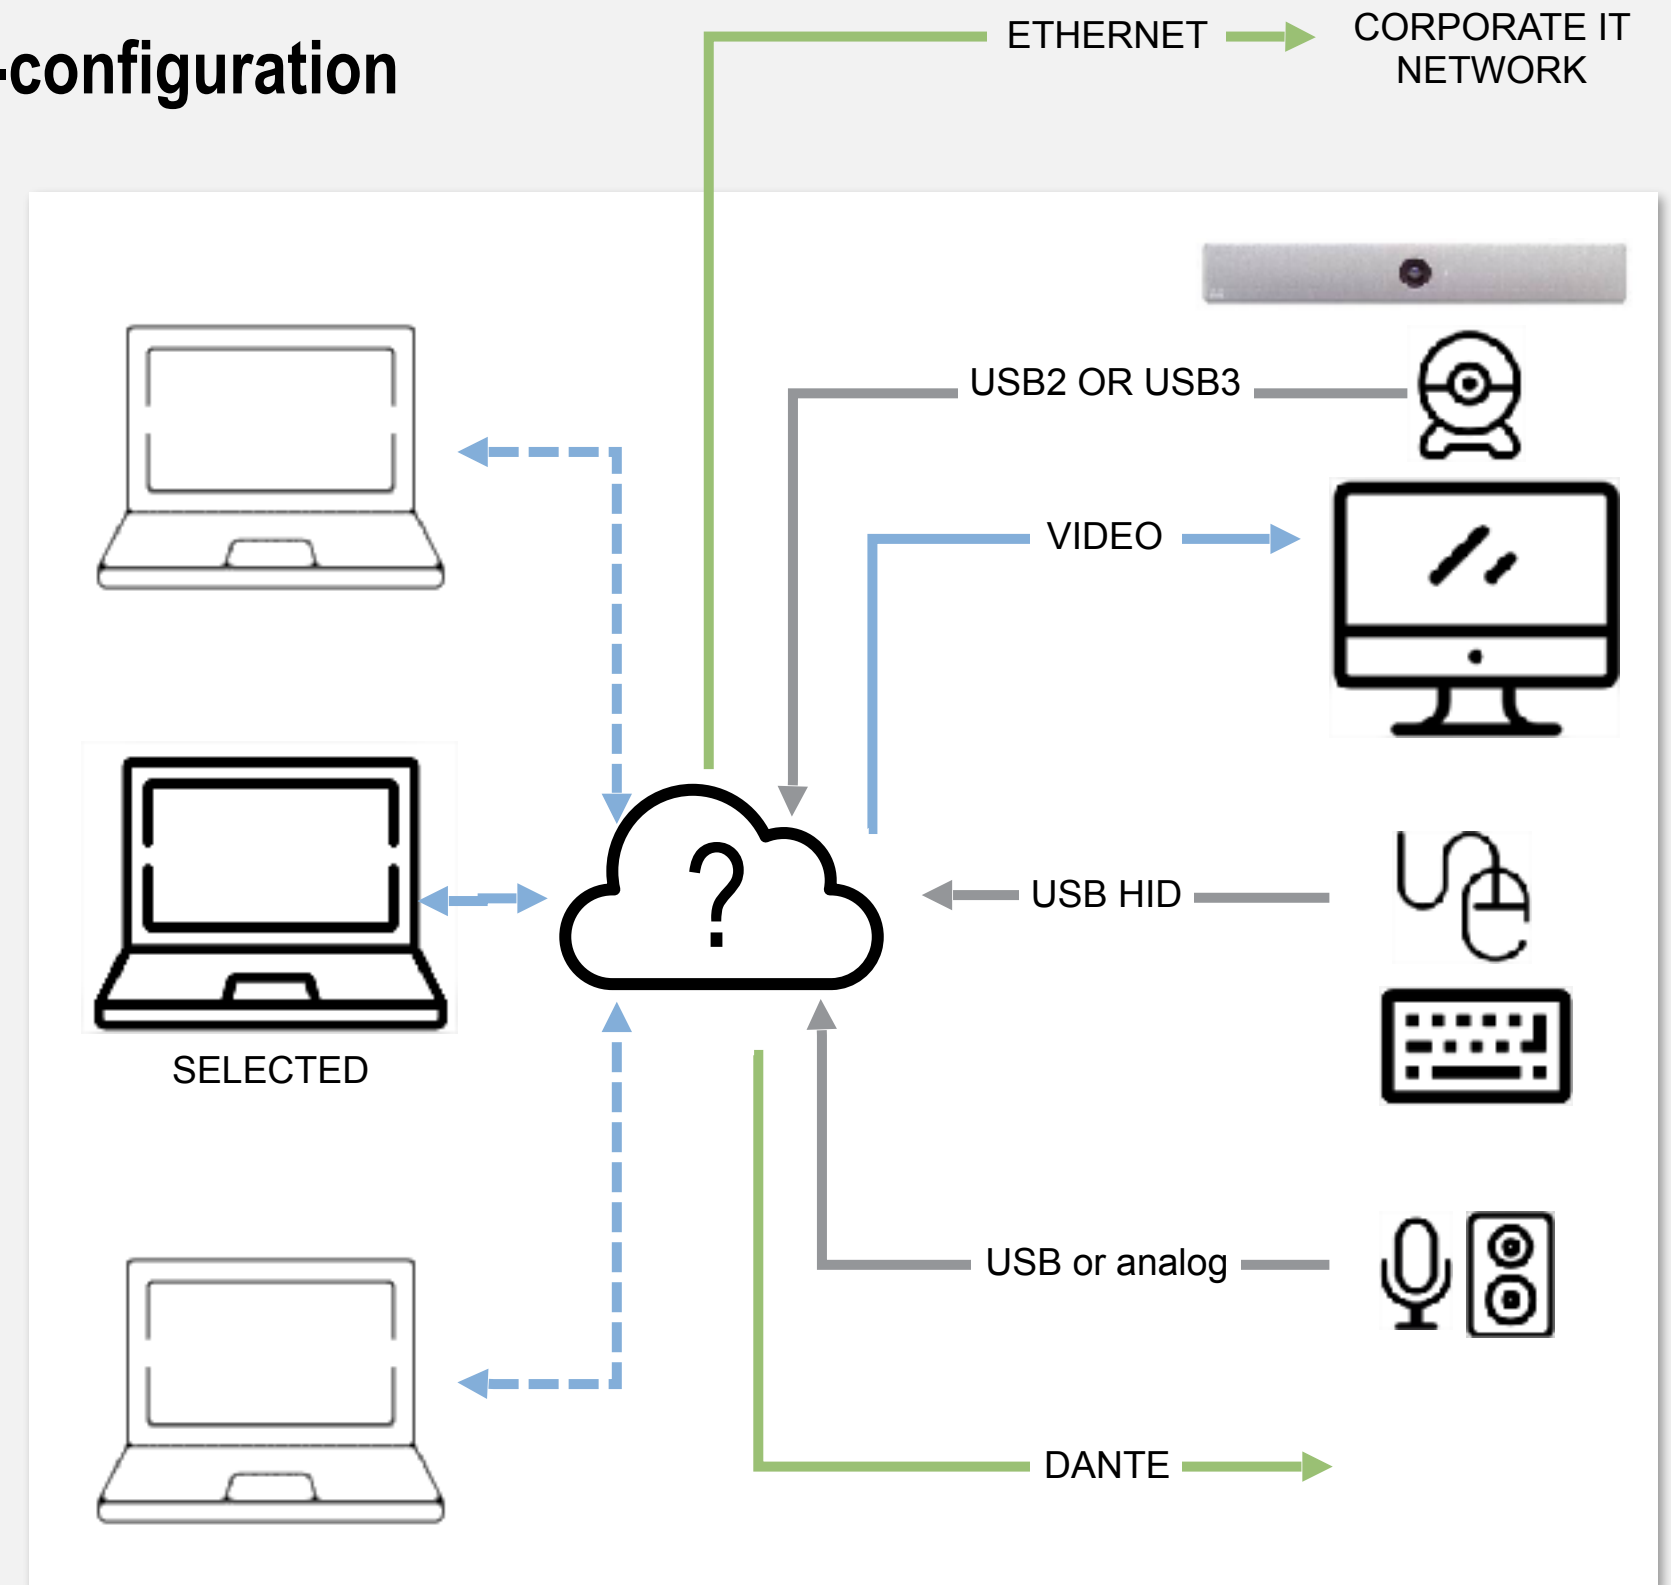 -configuration
ETHERNET
CORPORATE IT
NETWORK
USB2 OR USB3
VIDEO
?
USB HID
SELECTED
USB or analog
DANTE